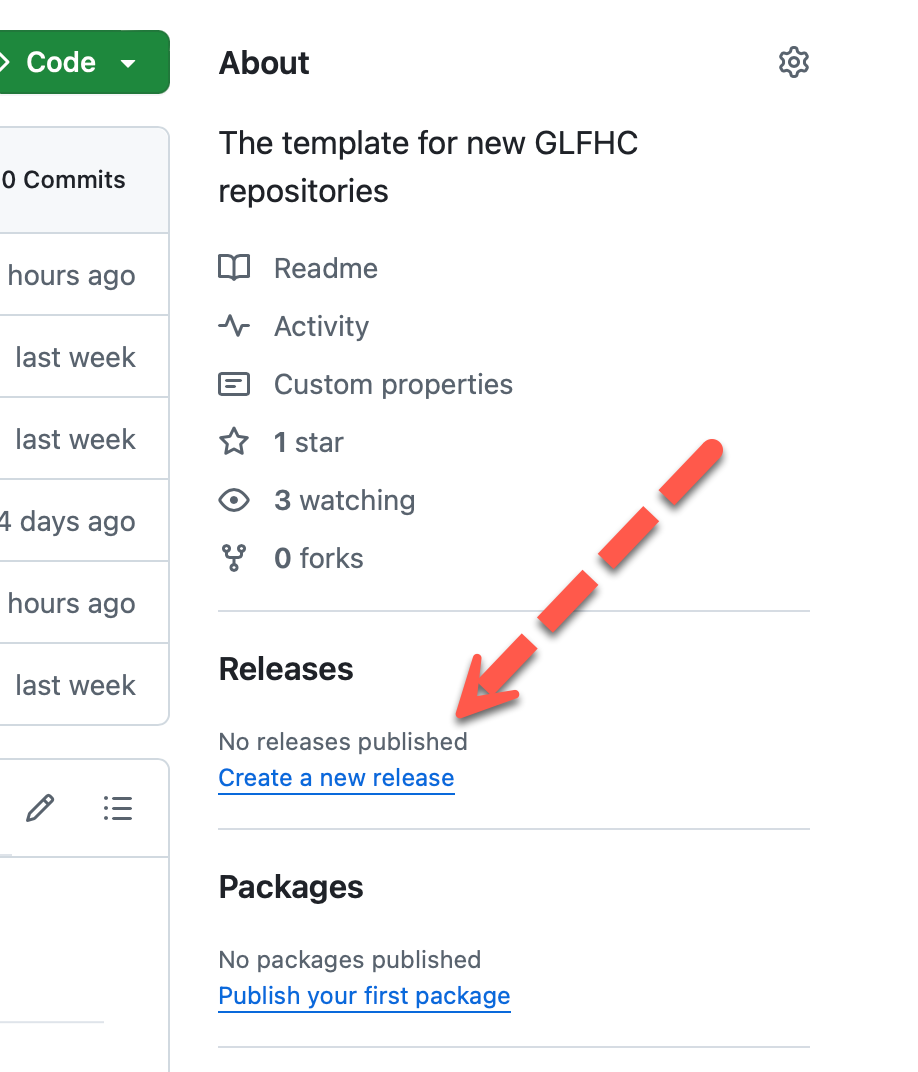 Code
About
The template for new GLFHC
repositories
0 Commits
hours ago
last week
last week
4 days ago
hours ago
last week
Readme
Activity
Custom properties
1 star
3 watching
0 forks
Releases
No releases published
Create a new release
Packages
No packages published
Publish your first package